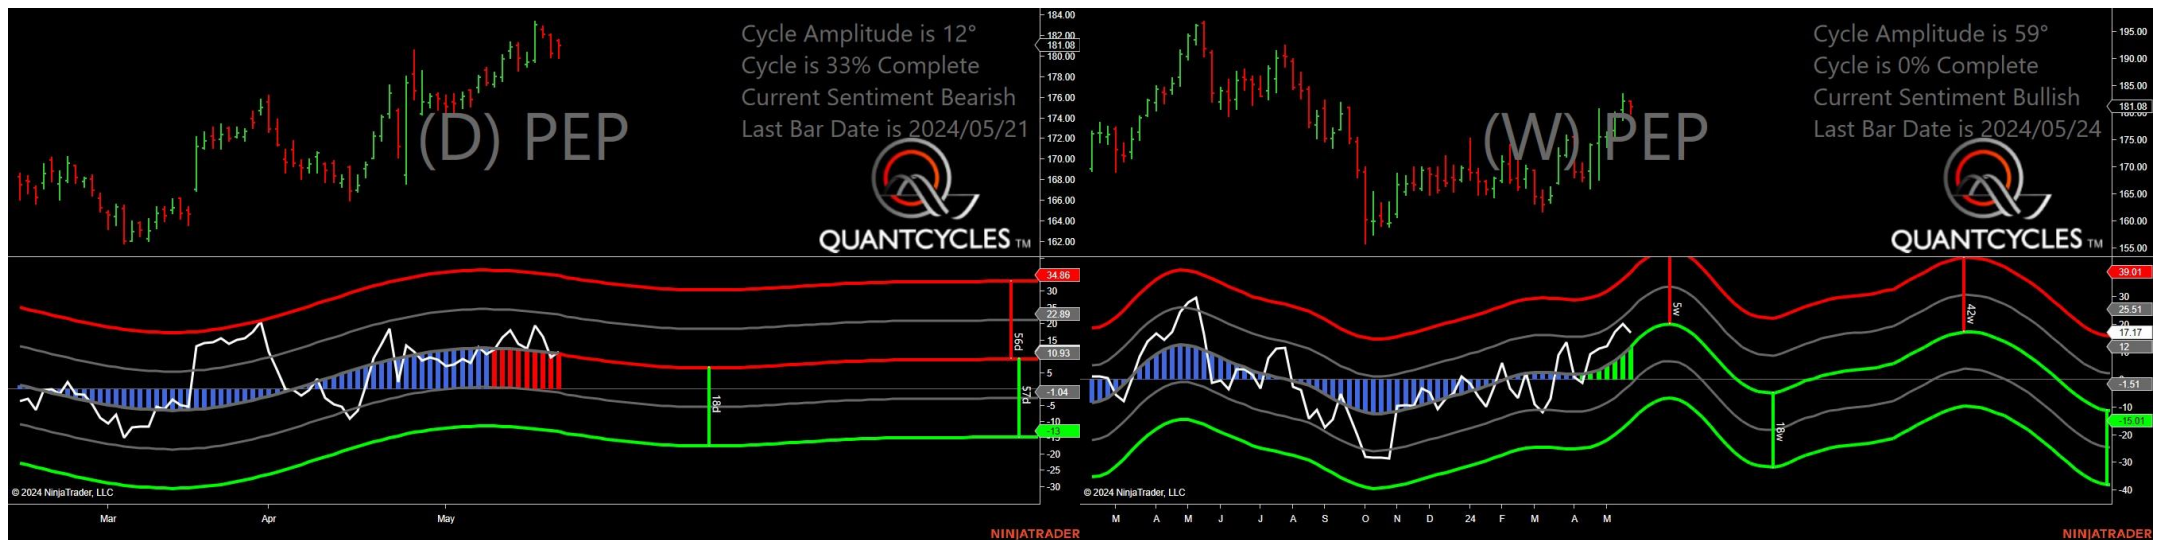 Cycle Amplitude is 12°
Cycle is 33% Complete
Current Sentiment Bearish
Last Bar Date is 2024/05/21
(D) PEP
QUANTCYCLES TM
184.00
182.00
181.08
180.00
178.00
176.00
174.00
172.00
170.00
168.00
166.00
164.00
162.00
34.86
30
22.89
20
15
10.93
5
-1.04
-5
-10
-13
-15
-20
-25
-30
18d
56d
57d
© 2024 NinjaTrader, LLC
Mar Apr May
NINJATRADER
Cycle Amplitude is 59°
Cycle is 0% Complete
Current Sentiment Bullish
Last Bar Date is 2024/05/24
(W) PEP
QUANTCYCLES TM
195.00
190.00
185.00
181.08
180.00
175.00
170.00
165.00
160.00
155.00
39.01
30
25.51
20
17.17
12
-1.51
-10
-15.01
-20
-30
-40
5w
18w
42w
© 2024 NinjaTrader, LLC
M A M J J A S O N D 24 F M A M
NINJATRADER